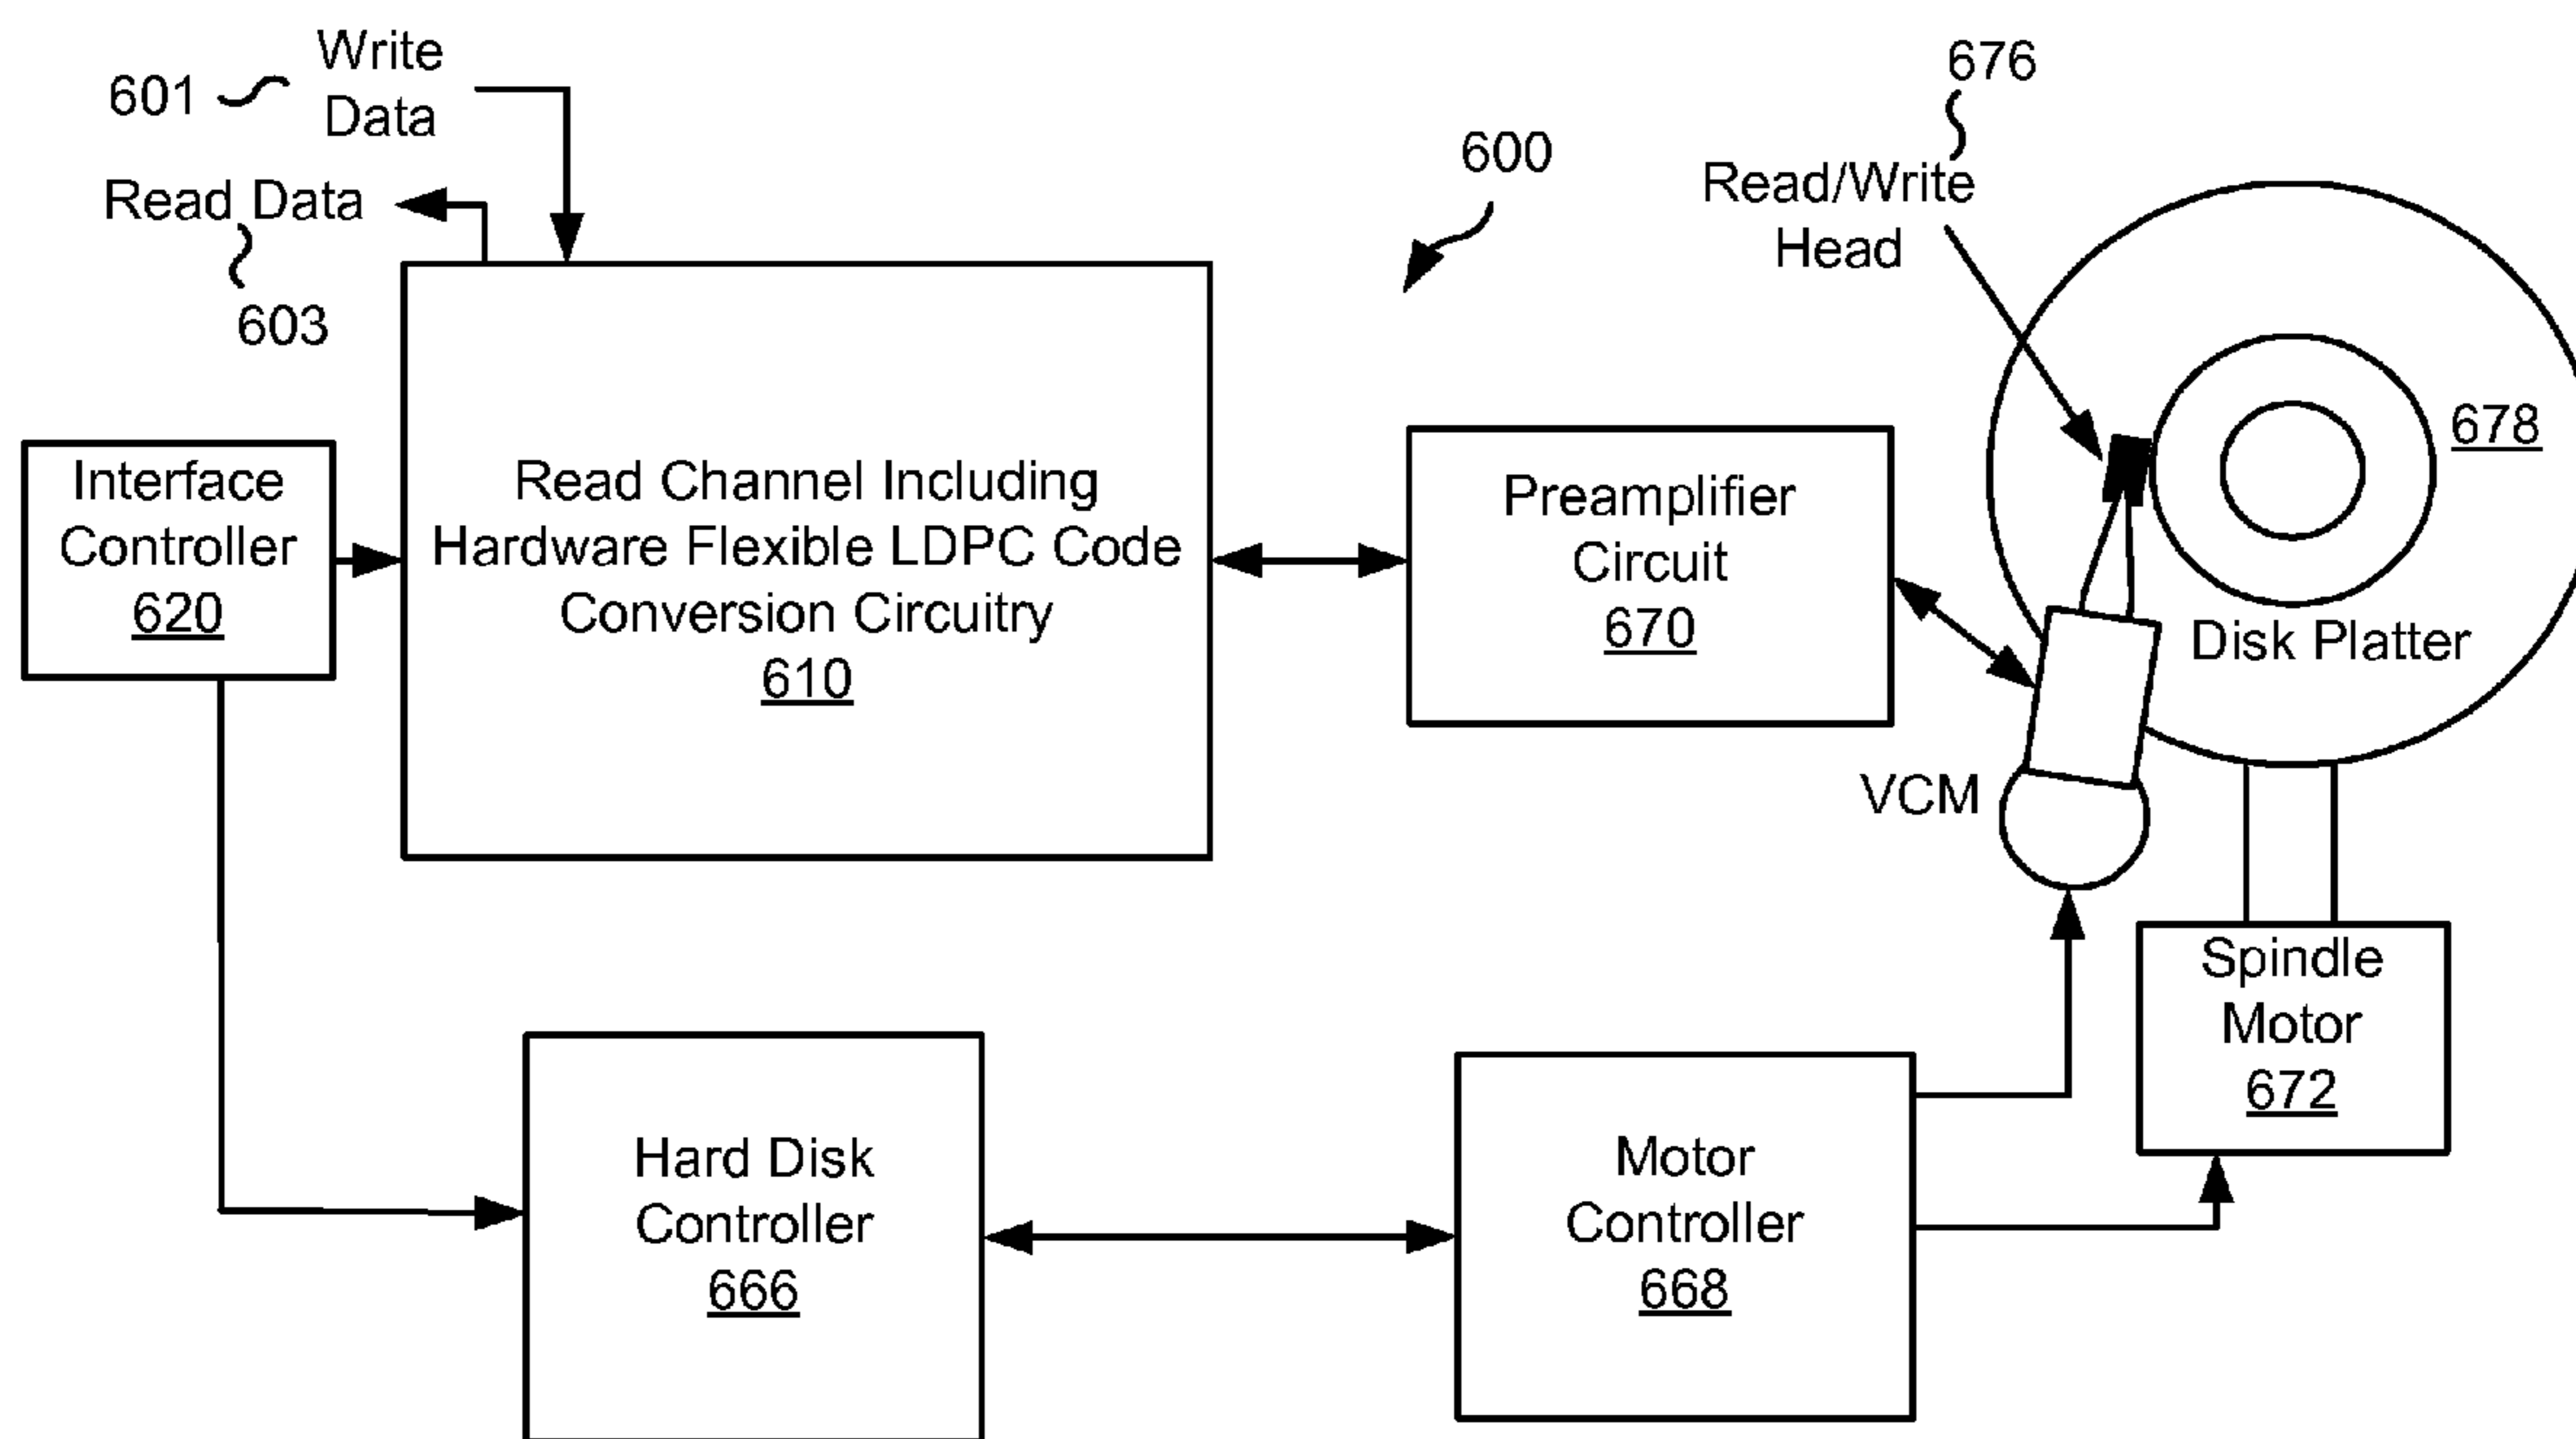 Write
601
Data
Read Data
603
600
676
Read/Write
Head
678
Interface
Controller
620
Read Channel Including
Hardware Flexible LDPC Code
Conversion Circuitry
610
Preamplifier
Circuit
670
Disk Platter
VCM
Spindle
Motor
672
Hard Disk
Controller
666
Motor
Controller
668